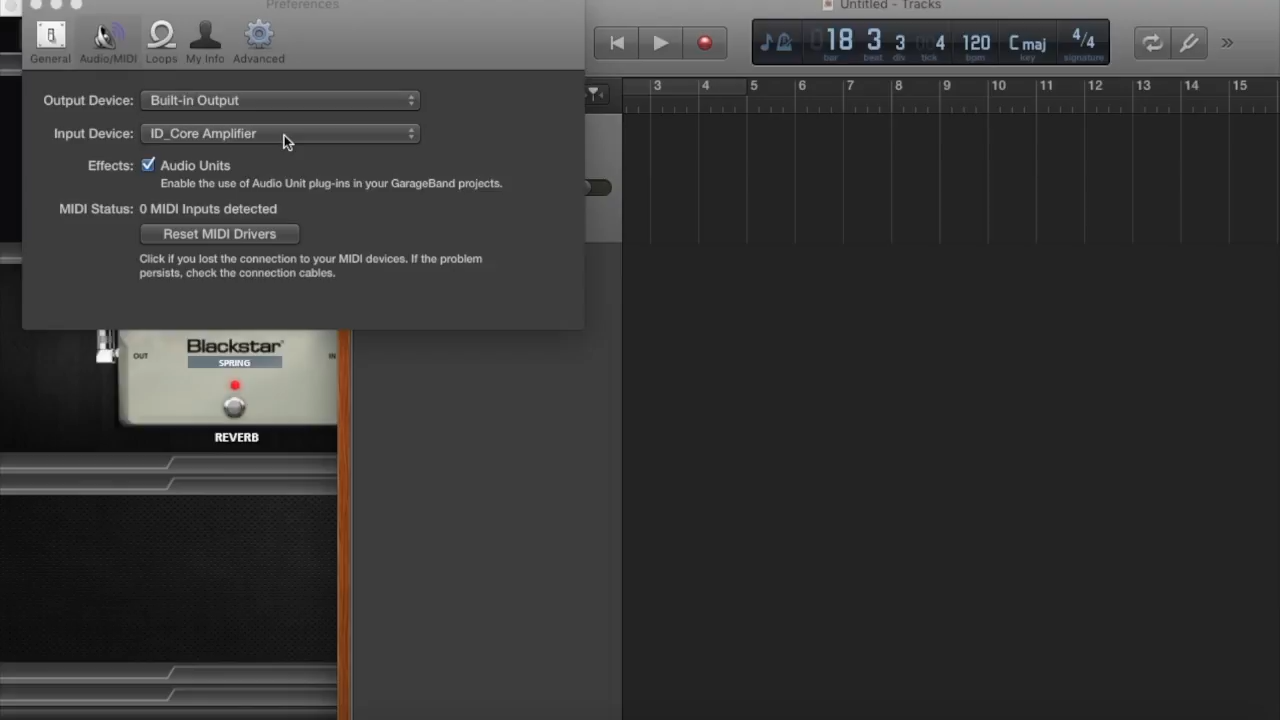 Preferences
Untitled - Tracks
General
Audio/MIDI
Loops
My Info
Advanced
18 3 3 4 120 Cmaj 4/4
bar beat div tick bpm key signature
Output Device: Built-in Output
3 4 5 6 7 8 9 10 11 12 13 14 15
Input Device: ID_Core Amplifier
Effects: Audio Units
Enable the use of Audio Unit plug-ins in your GarageBand projects.
MIDI Status: 0 MIDI Inputs detected
Reset MIDI Drivers
Click if you lost the connection to your MIDI devices. If the problem
persists, check the connection cables.
Blackstar
OUT
IN
SPRING
REVERB